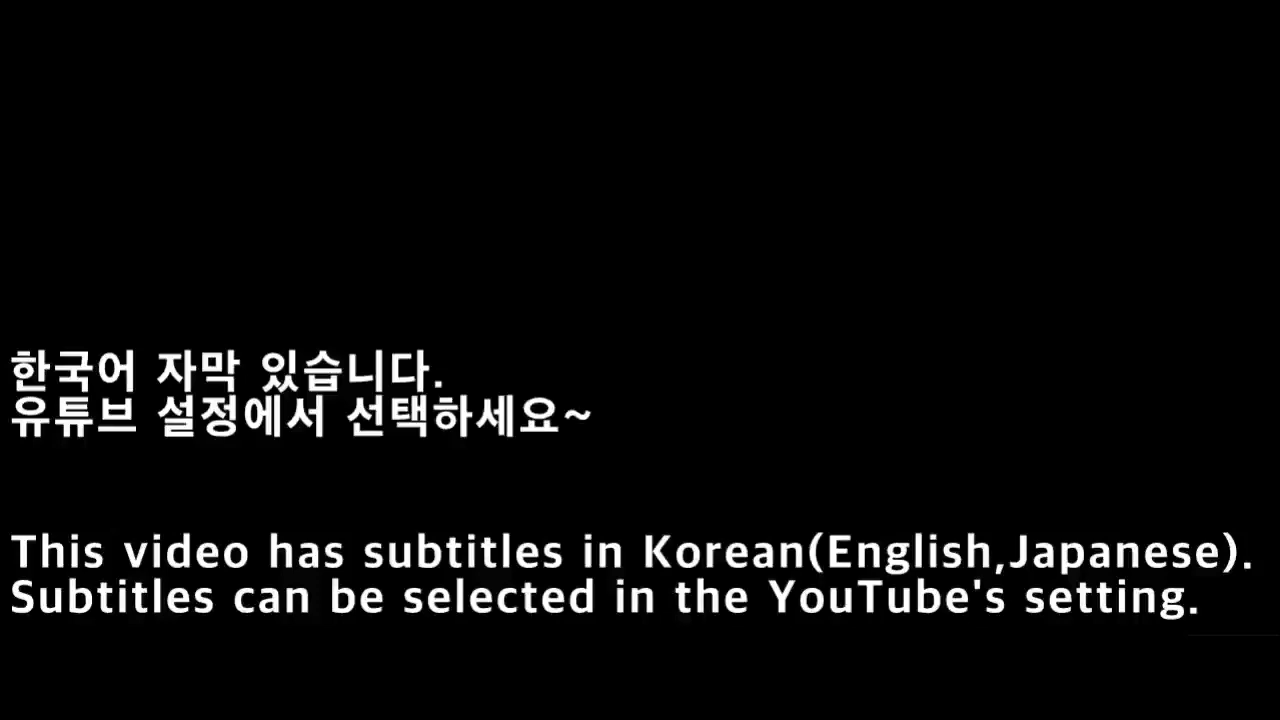 한국어 자막 있습니다.
유튜브 설정에서 선택하세요~
This video has subtitles in Korean(English,Japanese).
Subtitles can be selected in the YouTube's setting.